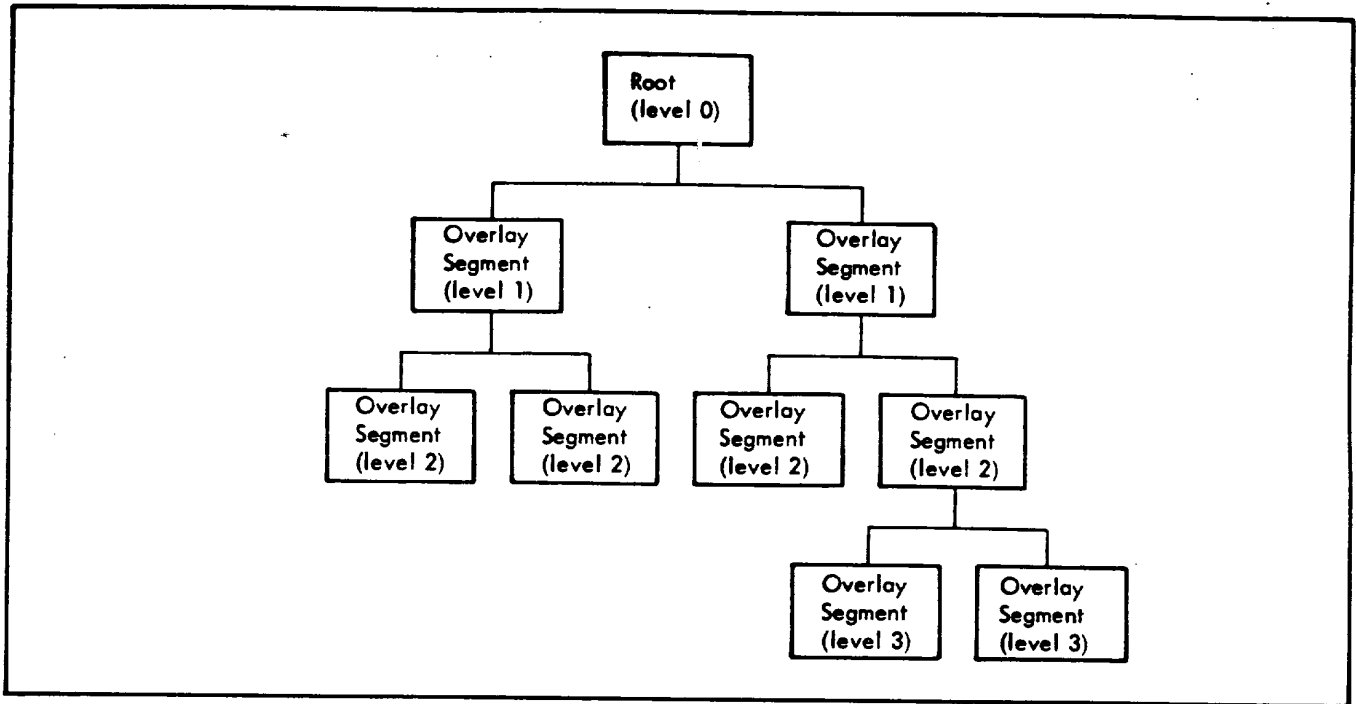 Root
(level 0)
Overlay
Segment
(level 1)
Overlay
Segment
(level 1)
Overlay
Segment
(level 2)
Overlay
Segment
(level 2)
Overlay
Segment
(level 2)
Overlay
Segment
(level 2)
Overlay
Segment
(level 3)
Overlay
Segment
(level 3)